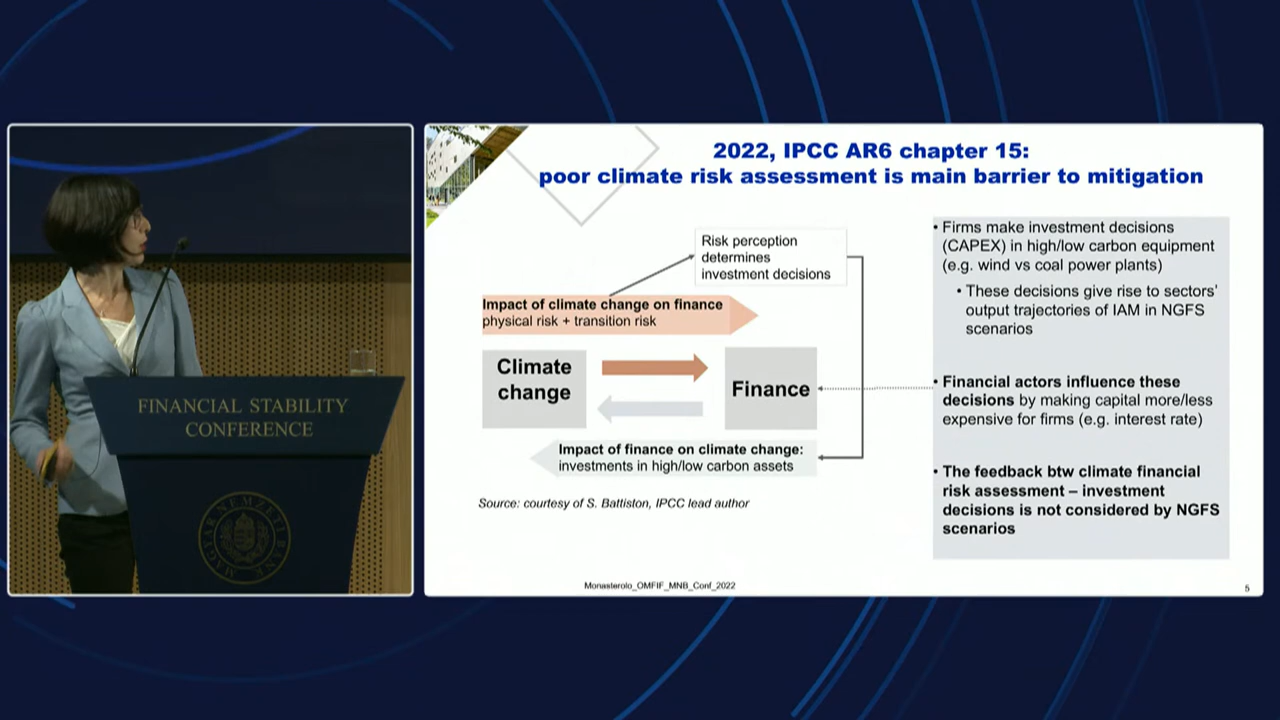 FINANCIAL STABILITY
CONFERENCE
MAGYAR NEMZETI BANK
2022, IPCC AR6 chapter 15:
poor climate risk assessment is main barrier to mitigation
Risk perception
determines
investment decisions
Impact of climate change on finance
physical risk + transition risk
Climate
change
Finance
Impact of finance on climate change:
investments in high/low carbon assets
Source: courtesy of S. Battiston, IPCC lead author
• Firms make investment decisions
(CAPEX) in high/low carbon equipment
(e.g. wind vs coal power plants)
• These decisions give rise to sectors’
output trajectories of IAM in NGFS
scenarios
• Financial actors influence these
decisions by making capital more/less
expensive for firms (e.g. interest rate)
• The feedback btw climate financial
risk assessment – investment
decisions is not considered by NGFS
scenarios
Monasterolo_OMFIF_MNB_Conf_2022
5